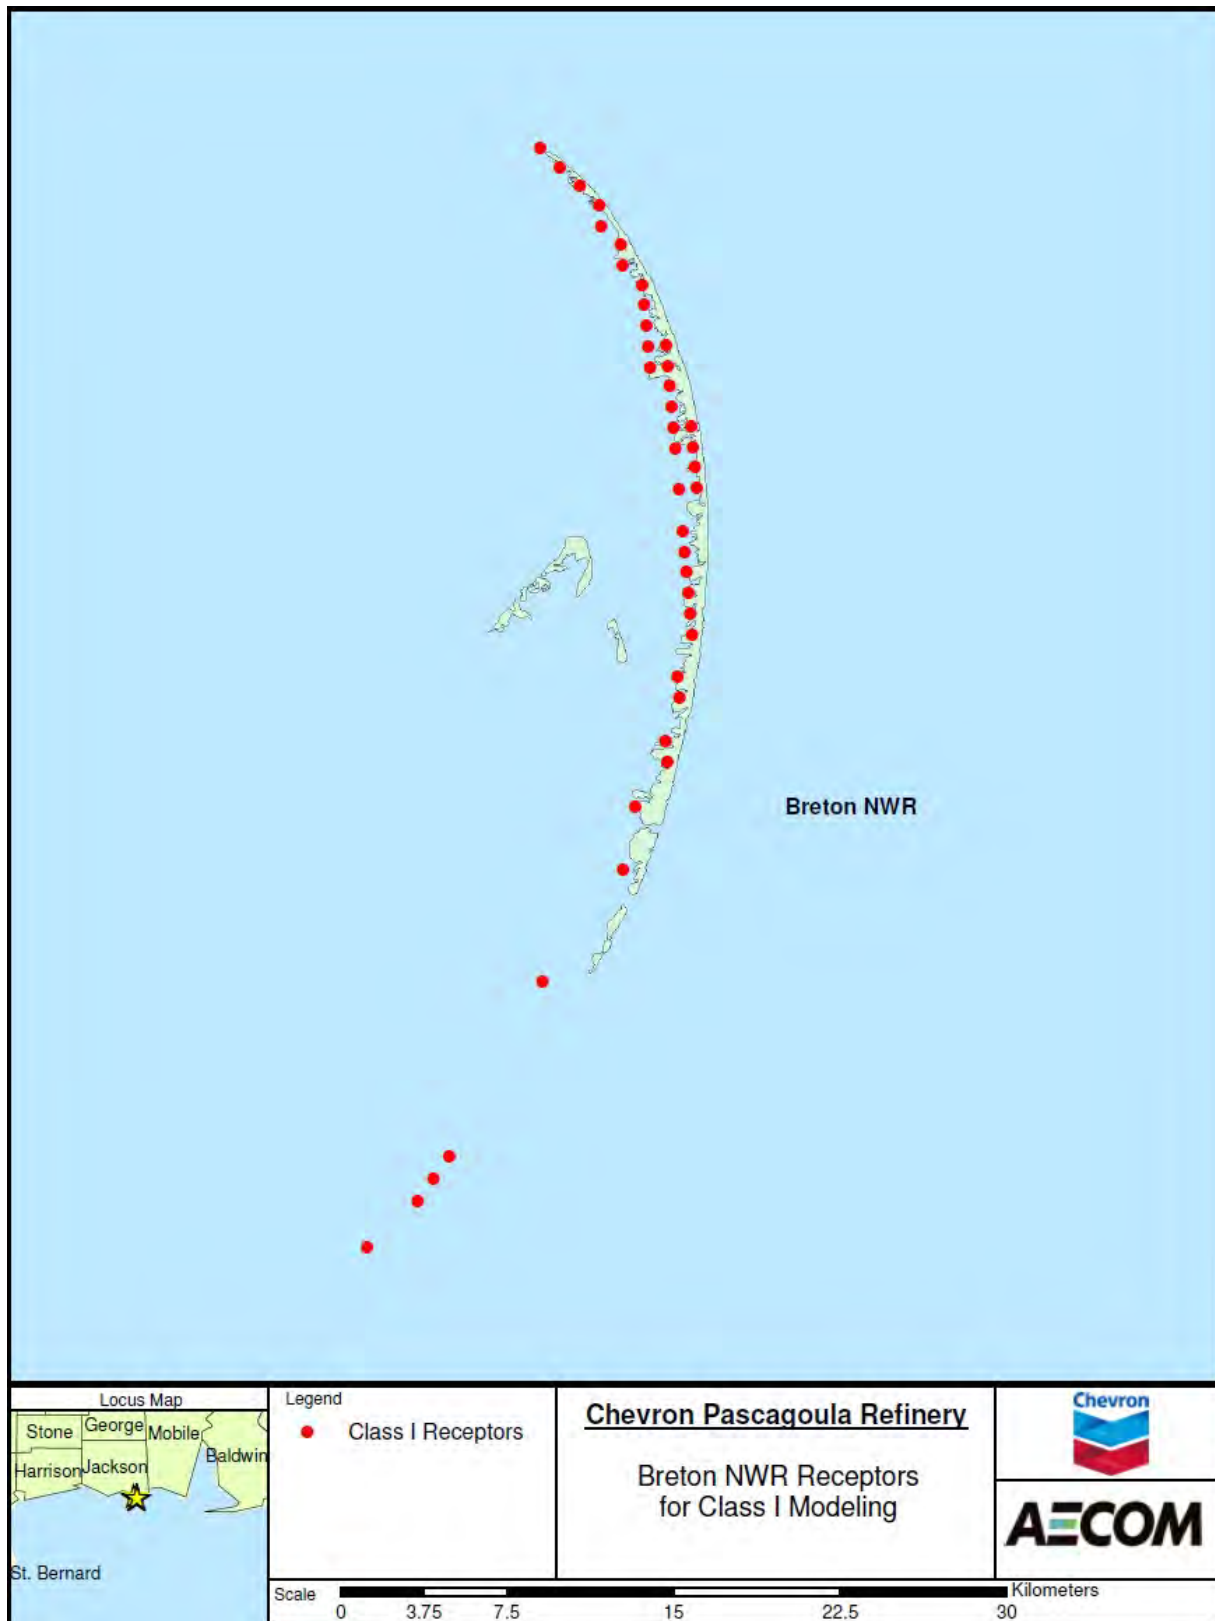 Breton NWR
Locus Map
Stone
George
Mobile
Baldwin
Harrison
Jackson
St. Bernard
Legend
Class I Receptors
Chevron Pascagoula Refinery
Breton NWR Receptors
for Class I Modeling
Chevron
AECOM
Scale
Kilometers
0 3.75 7.5 15 22.5 30